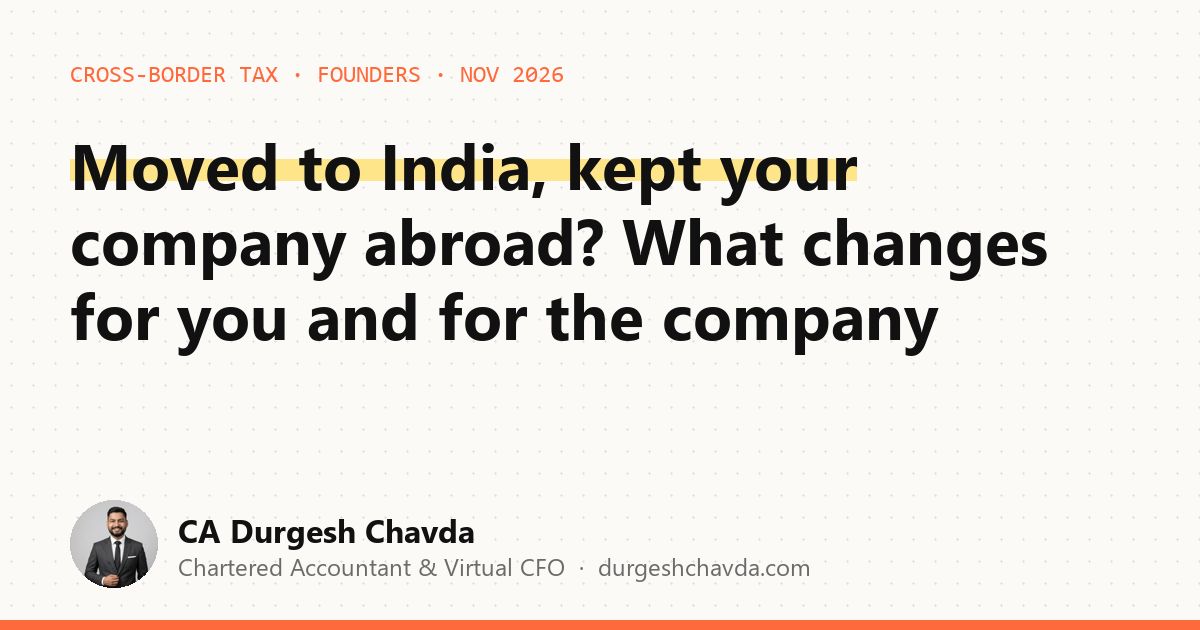 CROSS-BORDER TAX · FOUNDERS · NOV 2026
Moved to India, kept your
company abroad? What changes
for you and for the company
CA Durgesh Chavda
Chartered Accountant & Virtual CFO · durgeshchavda.com